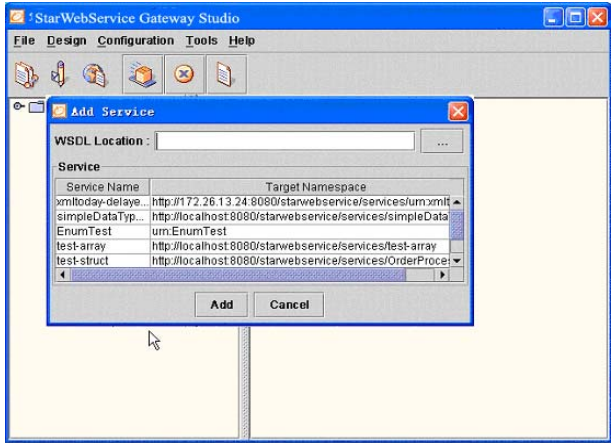 StarWebService Gateway Studio
File Design Configuration Tools Help
Add Service
WSDL Location :
...
Service
Service Name Target Namespace
xmltoday-delaye... http://172.26.13.24:8080/starwebservice/services/urn:xmlt
simpleDataTyp... http://localhost:8080/starwebservice/services/simpleData
EnumTest urn:EnumTest
test-array http://localhost:8080/starwebservice/services/test-array
test-struct http://localhost:8080/starwebservice/services/OrderProces
Add Cancel